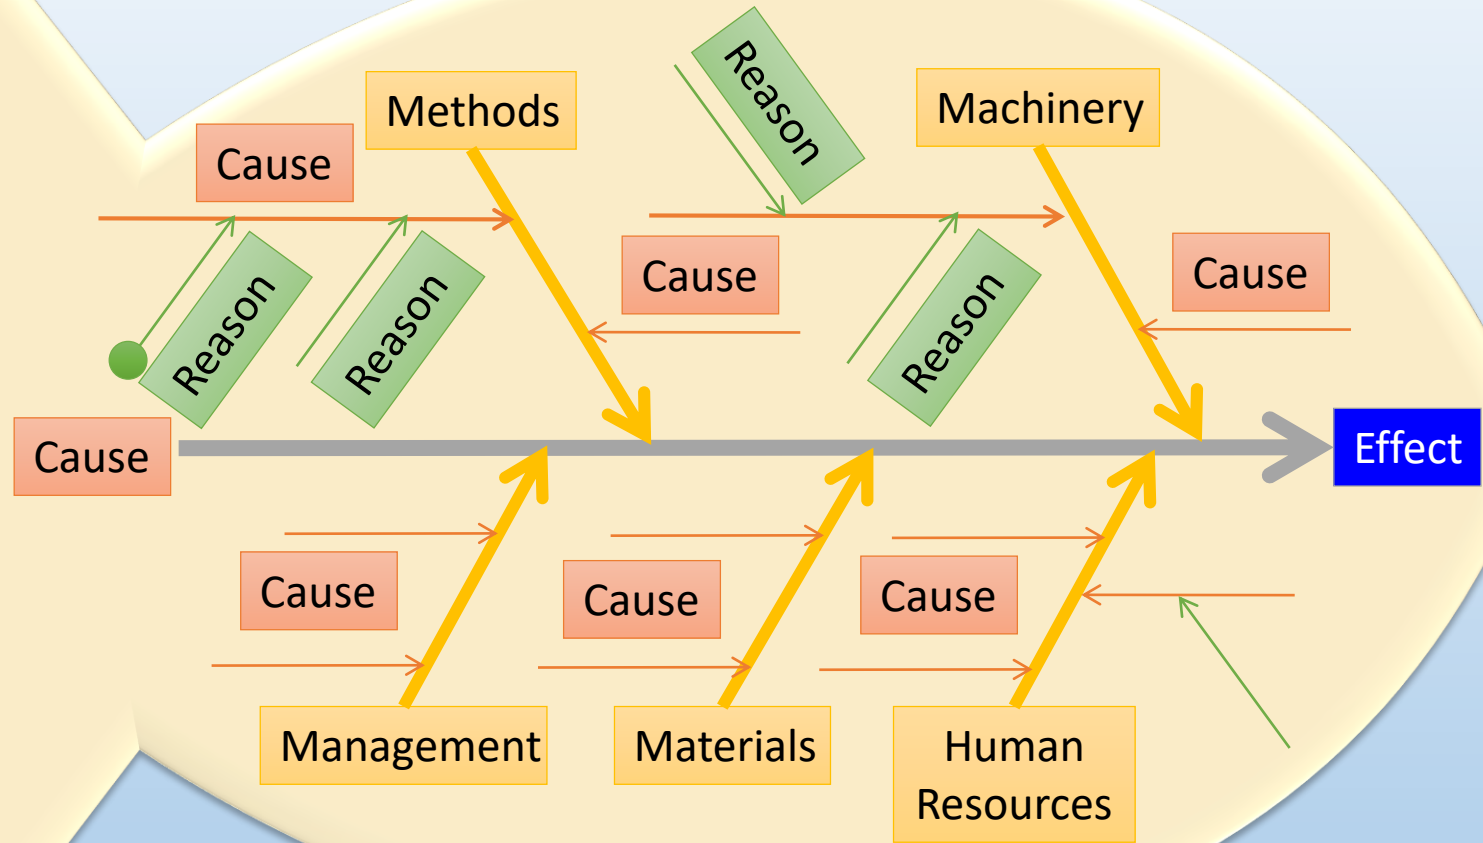 Reason
Methods
Machinery
Cause
Cause
Cause
Reason
Reason
Reason
Cause
Effect
Cause
Cause
Cause
Management
Materials
Human
Resources